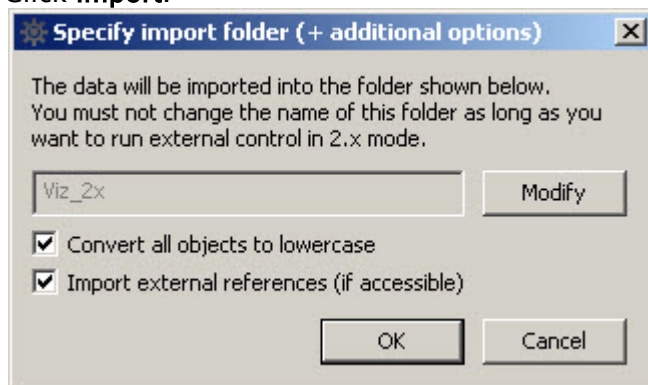 Click Import.
Specify import folder (+ additional options)
The data will be imported into the folder shown below.
You must not change the name of this folder as long as you
want to run external control in 2.x mode.
Viz_2x
Modify
Convert all objects to lowercase
Import external references (if accessible)
OK
Cancel